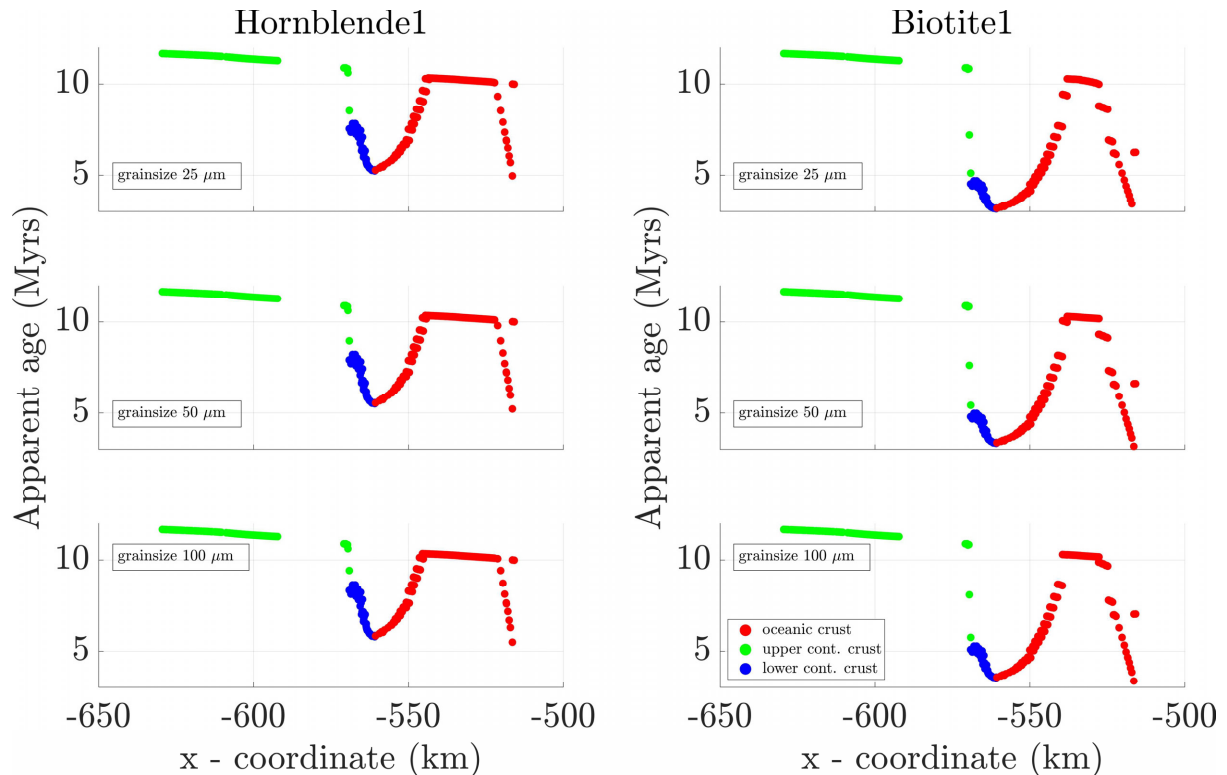 Hornblende1
Biotite1
10
5
grainsize 25 μm
10
5
grainsize 25 μm
Apparent age (Myrs)
10
5
grainsize 50 μm
Apparent age (Myrs)
10
5
grainsize 50 μm
10
5
grainsize 100 μm
-650
-600
-550
-500
x - coordinate (km)
10
5
grainsize 100 μm
oceanic crust
upper cont. crust
lower cont. crust
-650
-600
-550
-500
x - coordinate (km)